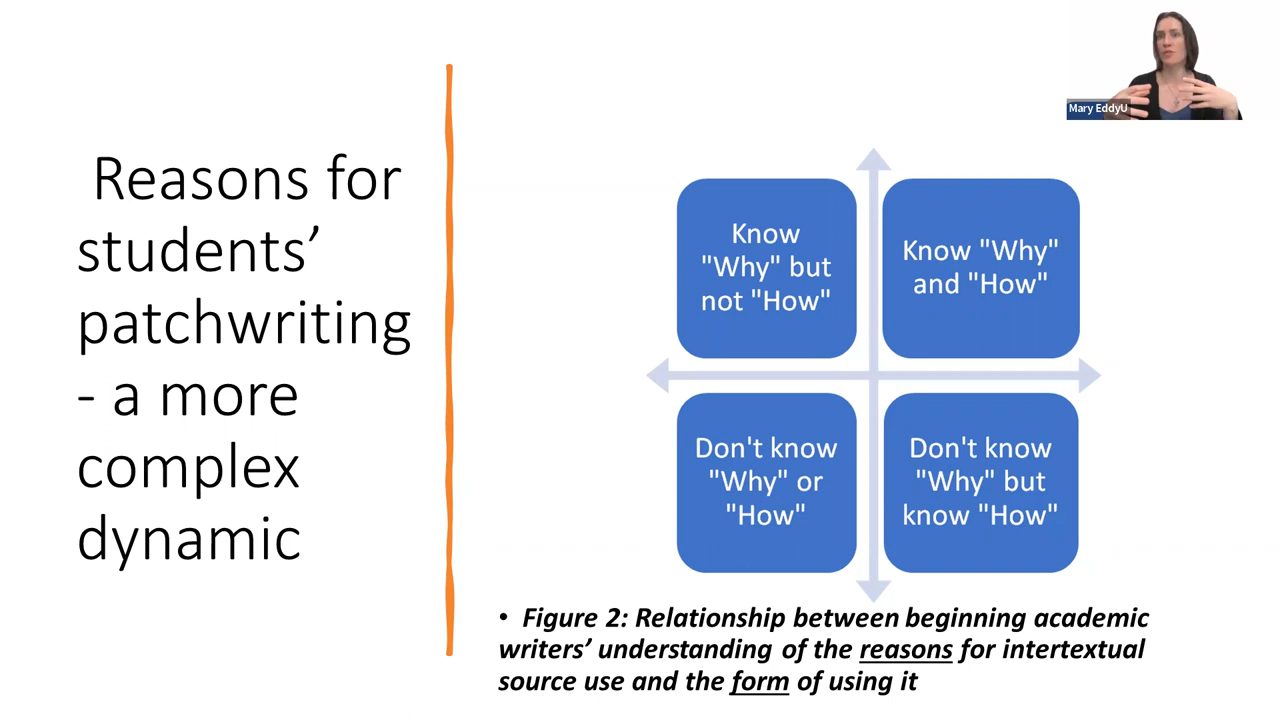 Reasons for
students’
patchwriting
- a more
complex
dynamic
Mary EddyU
Know
"Why" but
not "How"
Know "Why"
and "How"
Don't know
"Why" or
"How"
Don't know
"Why" but
know "How"
• Figure 2: Relationship between beginning academic
writers’ understanding of the reasons for intertextual
source use and the form of using it